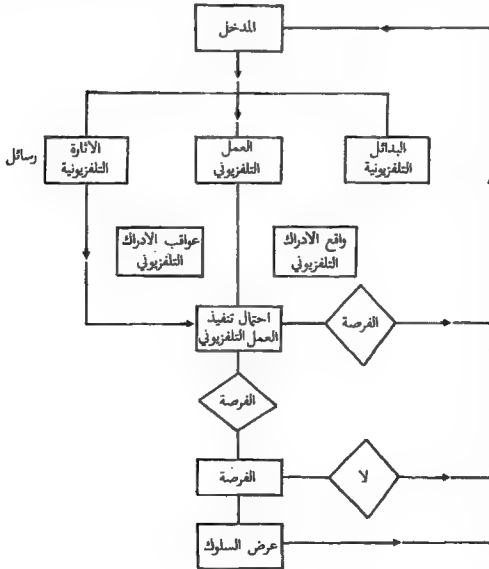 المدخل
رسائل
الاثارة
التلفزيونية
العمل
التلفزيوني
البدائل
التلفزيونية
عواقب الادراك
التلفزيوني
واقع الادراك
التلفزيوني
احتمال تنفيذ
العمل التلفزيوني
الفرصة
الفرصة
الفرصة
لا
عرض السلوك